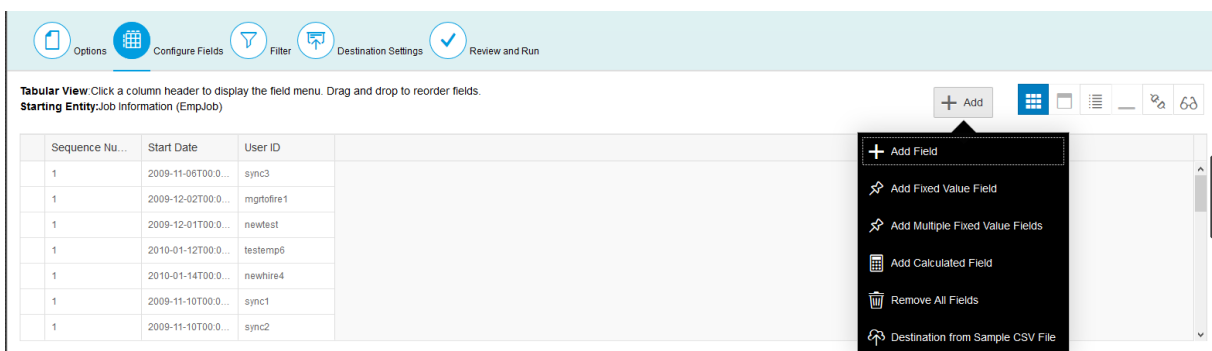 Options
Configure Fields
Filter
Destination Settings
Review and Run
Tabular View:Click a column header to display the field menu. Drag and drop to reorder fields.
Starting Entity:Job Information (EmpJob)
Add
Sequence Nu... Start Date User ID
1 2009-11-06T00:0... sync3
1 2009-12-02T00:0... mgrtofire1
1 2009-12-01T00:0... newtest
1 2010-01-12T00:0... testemp6
1 2010-01-14T00:0... newhire4
1 2009-11-10T00:0... sync1
1 2009-11-10T00:0... sync2
Add Field
Add Fixed Value Field
Add Multiple Fixed Value Fields
Add Calculated Field
Remove All Fields
Destination from Sample CSV File